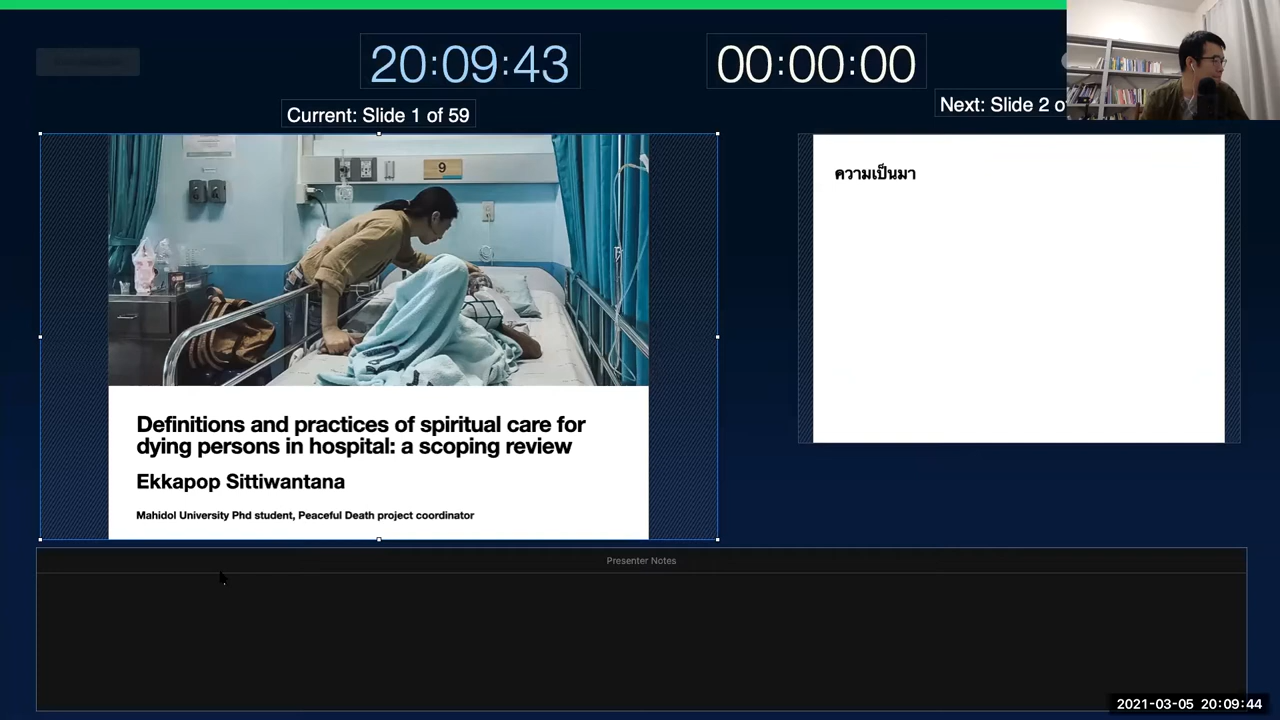 20:09:43
00:00:00
Current: Slide 1 of 59
Next: Slide 2
9
ความเป็นมา
Definitions and practices of spiritual care for
dying persons in hospital: a scoping review
Ekkapop Sittiwantana
Mahidol University Phd student, Peaceful Death project coordinator
Presenter Notes
2021-03-05 20:09:44